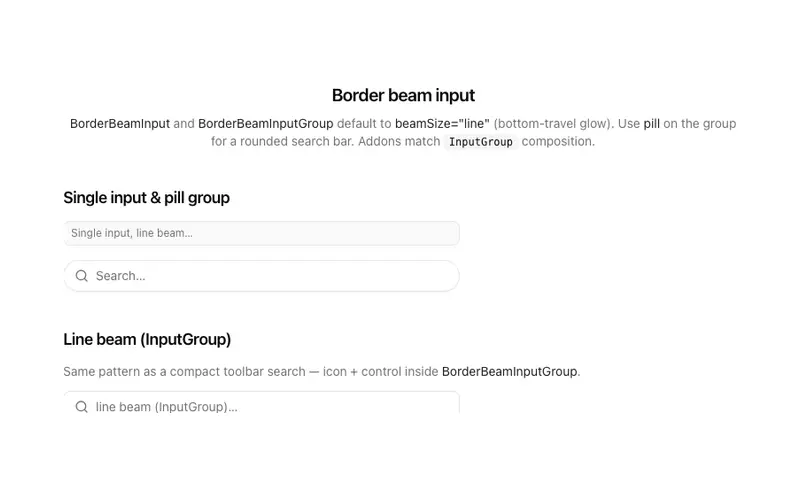 Border beam input
BorderBeamInput and BorderBeamInputGroup default to beamSize="line" (bottom-travel glow). Use pill on the group
for a rounded search bar. Addons match InputGroup composition.
Single input & pill group
Single input, line beam...
Search...
Line beam (InputGroup)
Same pattern as a compact toolbar search — icon + control inside BorderBeamInputGroup.
line beam (InputGroup)...